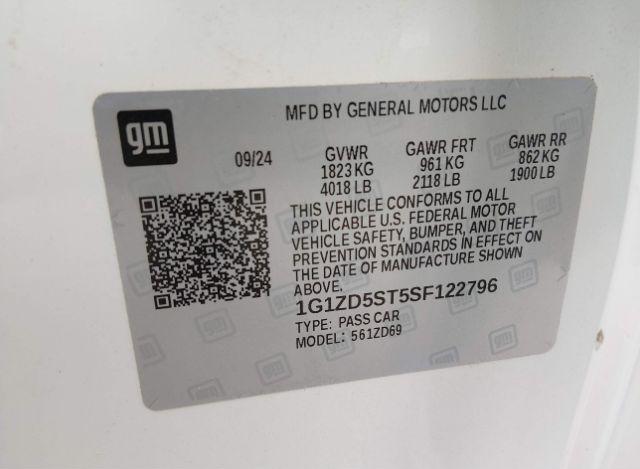 gm
MFD BY GENERAL MOTORS LLC
09/24
GVWR GAWR FRT GAWR RR
1823 KG 961 KG 862 KG
4018 LB 2118 LB 1900 LB
THIS VEHICLE CONFORMS TO ALL
APPLICABLE U.S. FEDERAL MOTOR
VEHICLE SAFETY, BUMPER, AND THEFT
PREVENTION STANDARDS IN EFFECT ON
THE DATE OF MANUFACTURE SHOWN
ABOVE.
1G1ZD5ST5SF122796
TYPE: PASS CAR
MODEL: 561ZD69